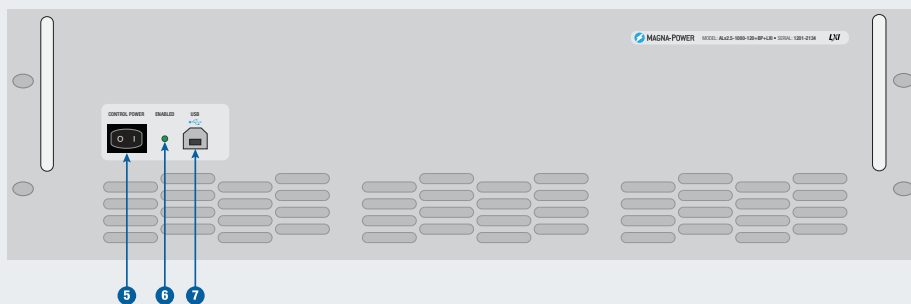 MAGNA-POWER MODEL: ALx2.5-1000-120+BP+LXI • SERIAL: 1201-2134 LXI
CONTROL POWER ENABLED USB
O I
5 6 7